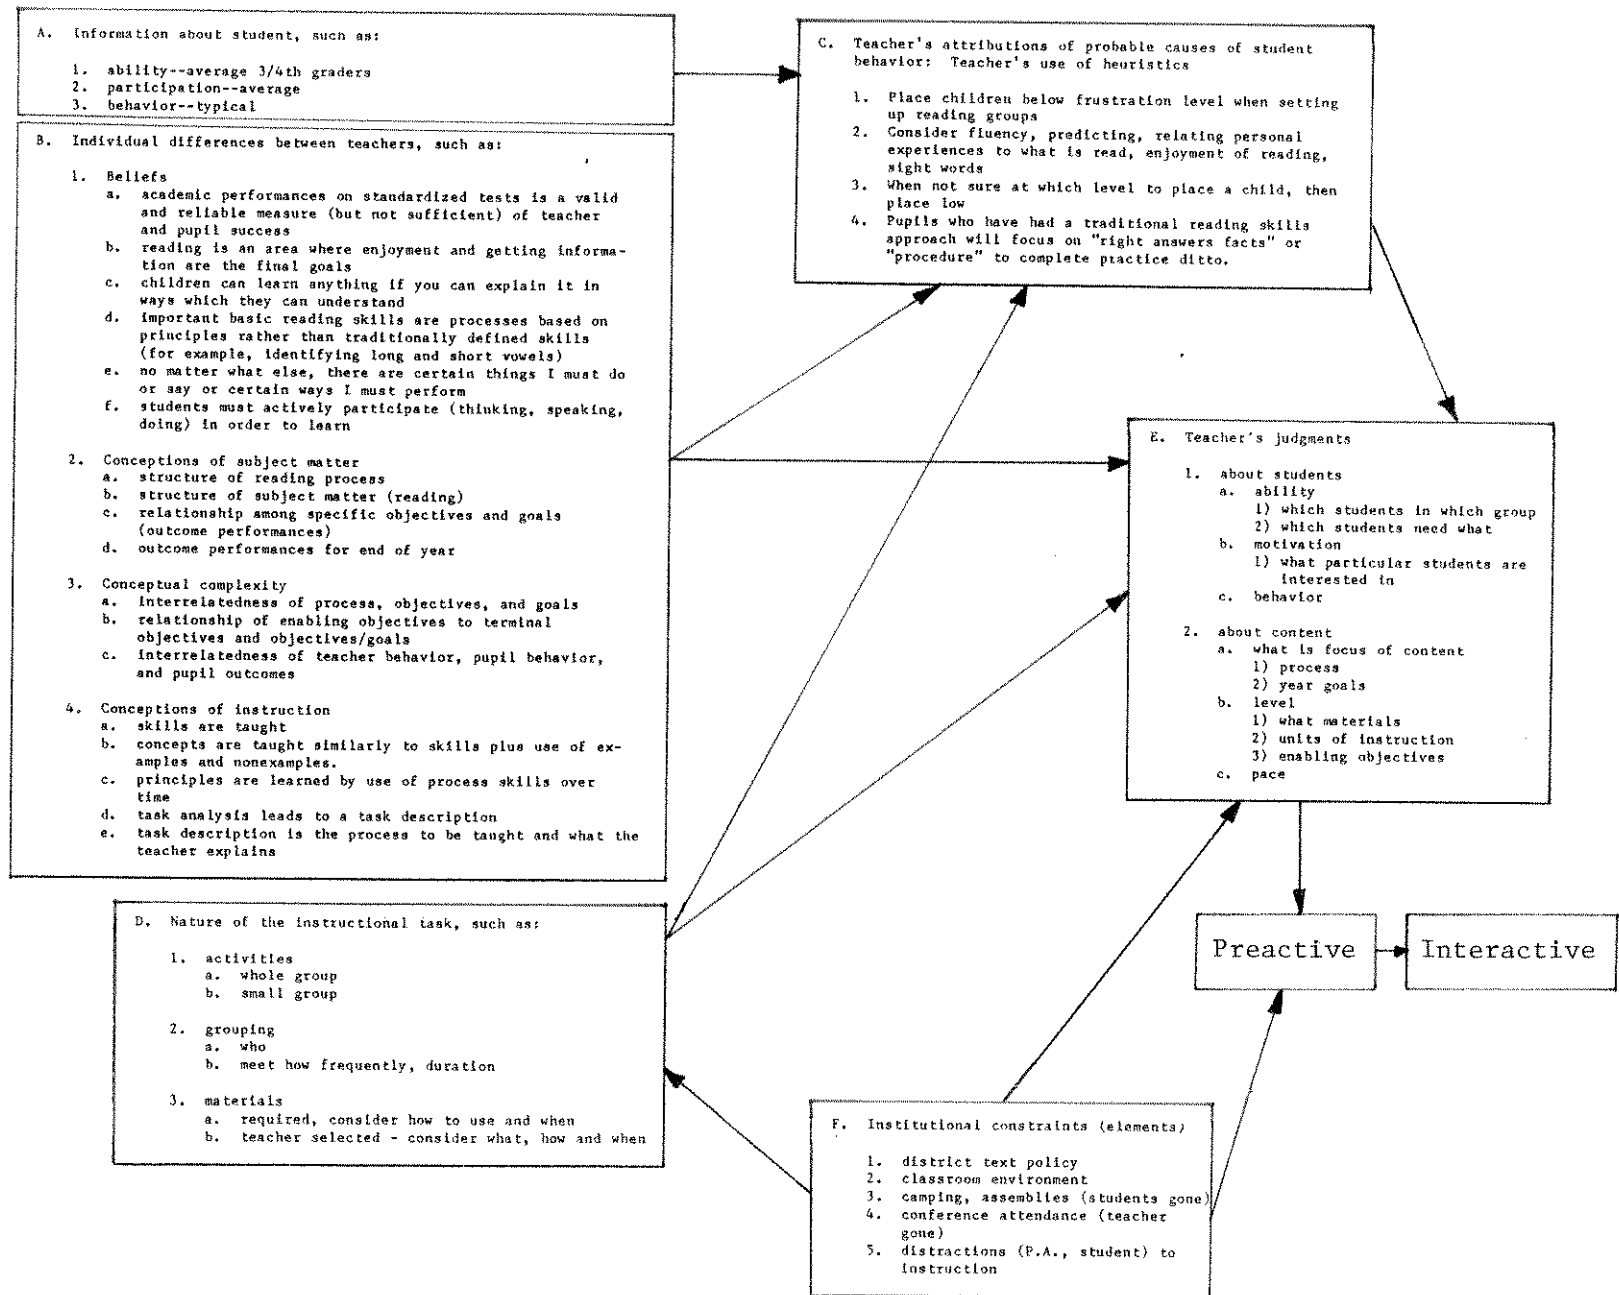 A. Information about student, such as:
1. ability--average 3/4th graders
2. participation--average
3. behavior--typical
B. Individual differences between teachers, such as:
1. Beliefs
a. academic performances on standardized tests is a valid
and reliable measure (but not sufficient) of teacher
and pupil success
b. reading is an area where enjoyment and getting informa-
tion are the final goals
c. children can learn anything if you can explain it in
ways which they can understand
d. important basic reading skills are processes based on
principles rather than traditionally defined skills
(for example, identifying long and short vowels)
e. no matter what else, there are certain things I must do
or say or certain ways I must perform
f. students must actively participate (thinking, speaking,
doing) in order to learn
2. Conceptions of subject matter
a. structure of reading process
b. structure of subject matter (reading)
c. relationship among specific objectives and goals
(outcome performances)
d. outcome performances for end of year
3. Conceptual complexity
a. interrelatedness of process, objectives, and goals
b. relationship of enabling objectives to terminal
objectives and objectives/goals
c. interrelatedness of teacher behavior, pupil behavior,
and pupil outcomes
4. Conceptions of instruction
a. skills are taught
b. concepts are taught similarly to skills plus use of ex-
amples and nonexamples.
c. principles are learned by use of process skills over
time
d. task analysis leads to a task description
e. task description is the process to be taught and what the
teacher explains
C. Teacher's attributions of probable causes of student
behavior: Teacher's use of heuristics
1. Place children below frustration level when setting
up reading groups
2. Consider fluency, predicting, relating personal
experiences to what is read, enjoyment of reading,
sight words
3. When not sure at which level to place a child, then
place low
4. Pupils who have had a traditional reading skills
approach will focus on "right answers facts" or
"procedure" to complete practice ditto.
D. Nature of the instructional task, such as:
1. activities
a. whole group
b. small group
2. grouping
a. who
b. meet how frequently, duration
3. materials
a. required, consider how to use and when
b. teacher selected - consider what, how and when
E. Teacher's judgments
1. about students
a. ability
1) which students in which group
2) which students need what
b. motivation
1) what particular students are
interested in
c. behavior
2. about content
a. what is focus of content
1) process
2) year goals
b. level
1) what materials
2) units of instruction
3) enabling objectives
c. pace
Preactive
Interactive
F. Institutional constraints (elements)
1. district text policy
2. classroom environment
3. camping, assemblies (students gone)
4. conference attendance (teacher
gone)
5. distractions (P.A., student) to
instruction